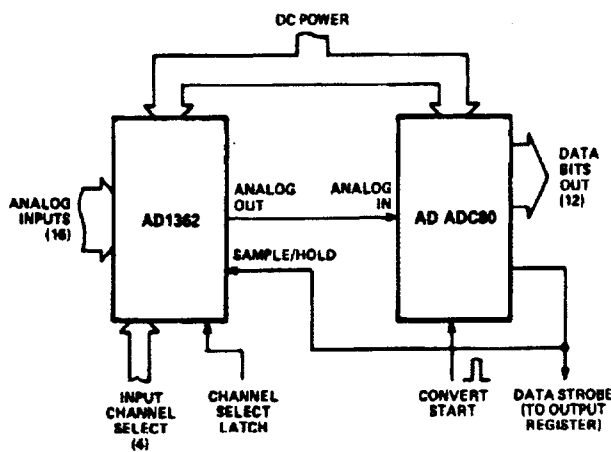 DC POWER
ANALOG
INPUTS
(16)
AD1362
ANALOG
OUT
ANALOG
IN
SAMPLE/HOLD
AD ADC80
DATA
BITS
OUT
(12)
INPUT
CHANNEL
SELECT
(4)
CHANNEL
SELECT
LATCH
CONVERT
START
DATA STROBE
(TO OUTPUT
REGISTER)